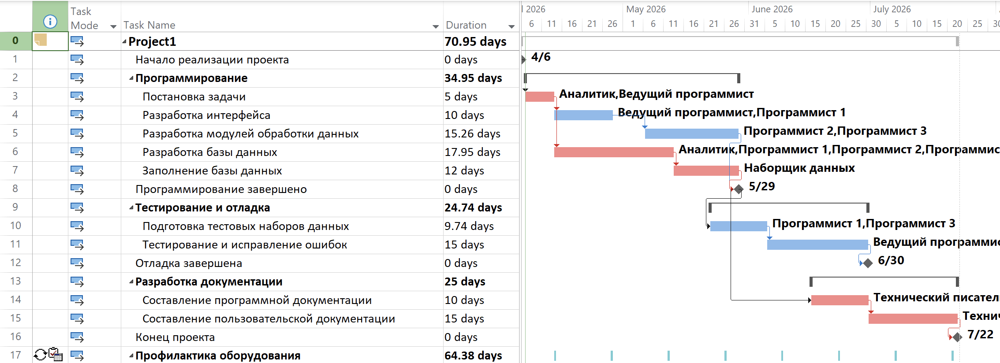 Task Mode Task Name Duration
l 2026 May 2026 June 2026 July 2026
6 11 16 21 26 1 6 11 16 21 26 31 5 10 15 20 25 30 5 10 15 20 25 30
0 Project1 70.95 days
1 Начало реализации проекта 0 days 4/6
2 Программирование 34.95 days
3 Постановка задачи 5 days Аналитик,Ведущий программист
4 Разработка интерфейса 10 days Ведущий программист,Программист 1
5 Разработка модулей обработки данных 15.26 days Программист 2,Программист 3
6 Разработка базы данных 17.95 days Аналитик,Программист 1,Программист 2,Программис
7 Заполнение базы данных 12 days Наборщик данных
8 Программирование завершено 0 days 5/29
9 Тестирование и отладка 24.74 days
10 Подготовка тестовых наборов данных 9.74 days Программист 1,Программист 3
11 Тестирование и исправление ошибок 15 days Ведущий программис
12 Отладка завершена 0 days 6/30
13 Разработка документации 25 days
14 Составление программной документации 10 days Технический писател
15 Составление пользовательской документации 15 days Технич
16 Конец проекта 0 days 7/22
17 Профилактика оборудования 64.38 days